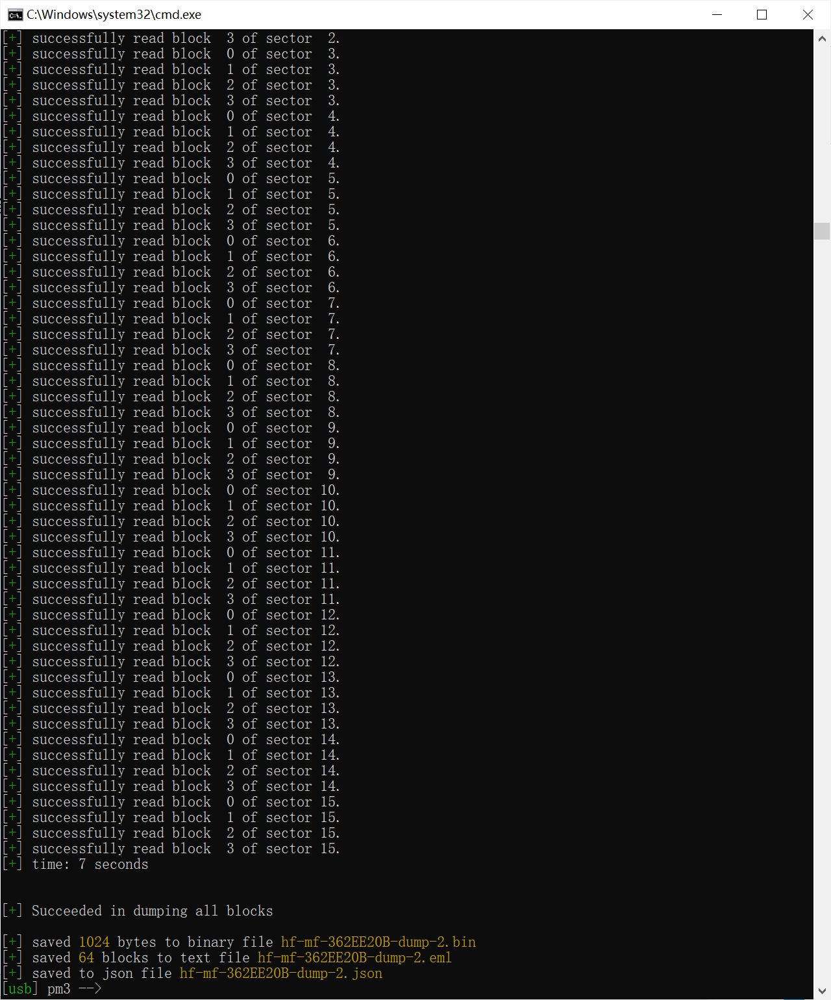 C:\Windows\system32\cmd.exe
[+] successfully read block  3 of sector  2.
[+] successfully read block  0 of sector  3.
[+] successfully read block  1 of sector  3.
[+] successfully read block  2 of sector  3.
[+] successfully read block  3 of sector  3.
[+] successfully read block  0 of sector  4.
[+] successfully read block  1 of sector  4.
[+] successfully read block  2 of sector  4.
[+] successfully read block  3 of sector  4.
[+] successfully read block  0 of sector  5.
[+] successfully read block  1 of sector  5.
[+] successfully read block  2 of sector  5.
[+] successfully read block  3 of sector  5.
[+] successfully read block  0 of sector  6.
[+] successfully read block  1 of sector  6.
[+] successfully read block  2 of sector  6.
[+] successfully read block  3 of sector  6.
[+] successfully read block  0 of sector  7.
[+] successfully read block  1 of sector  7.
[+] successfully read block  2 of sector  7.
[+] successfully read block  3 of sector  7.
[+] successfully read block  0 of sector  8.
[+] successfully read block  1 of sector  8.
[+] successfully read block  2 of sector  8.
[+] successfully read block  3 of sector  8.
[+] successfully read block  0 of sector  9.
[+] successfully read block  1 of sector  9.
[+] successfully read block  2 of sector  9.
[+] successfully read block  3 of sector  9.
[+] successfully read block  0 of sector 10.
[+] successfully read block  1 of sector 10.
[+] successfully read block  2 of sector 10.
[+] successfully read block  3 of sector 10.
[+] successfully read block  0 of sector 11.
[+] successfully read block  1 of sector 11.
[+] successfully read block  2 of sector 11.
[+] successfully read block  3 of sector 11.
[+] successfully read block  0 of sector 12.
[+] successfully read block  1 of sector 12.
[+] successfully read block  2 of sector 12.
[+] successfully read block  3 of sector 12.
[+] successfully read block  0 of sector 13.
[+] successfully read block  1 of sector 13.
[+] successfully read block  2 of sector 13.
[+] successfully read block  3 of sector 13.
[+] successfully read block  0 of sector 14.
[+] successfully read block  1 of sector 14.
[+] successfully read block  2 of sector 14.
[+] successfully read block  3 of sector 14.
[+] successfully read block  0 of sector 15.
[+] successfully read block  1 of sector 15.
[+] successfully read block  2 of sector 15.
[+] successfully read block  3 of sector 15.
[+] time: 7 seconds
[+] Succeeded in dumping all blocks
[+] saved 1024 bytes to binary file hf-mf-362EE20B-dump-2.bin
[+] saved 64 blocks to text file hf-mf-362EE20B-dump-2.eml
[+] saved to json file hf-mf-362EE20B-dump-2.json
[usb] pm3 -->